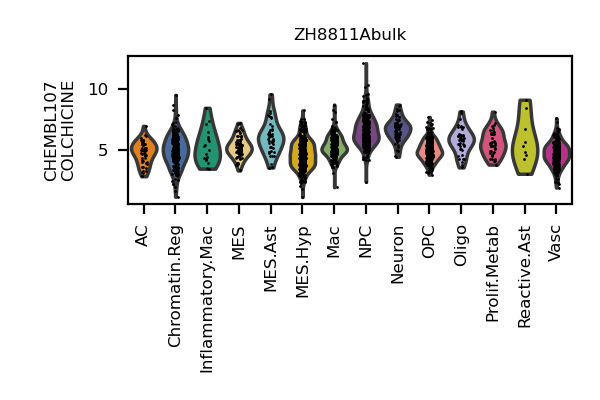 ZH8811Abulk
CHEMBL107
COLCHICINE
10
5
AC
Chromatin.Reg
Inflammatory.Mac
MES
MES.Ast
MES.Hyp
Mac
NPC
Neuron
OPC
Oligo
Prolif.Metab
Reactive.Ast
Vasc